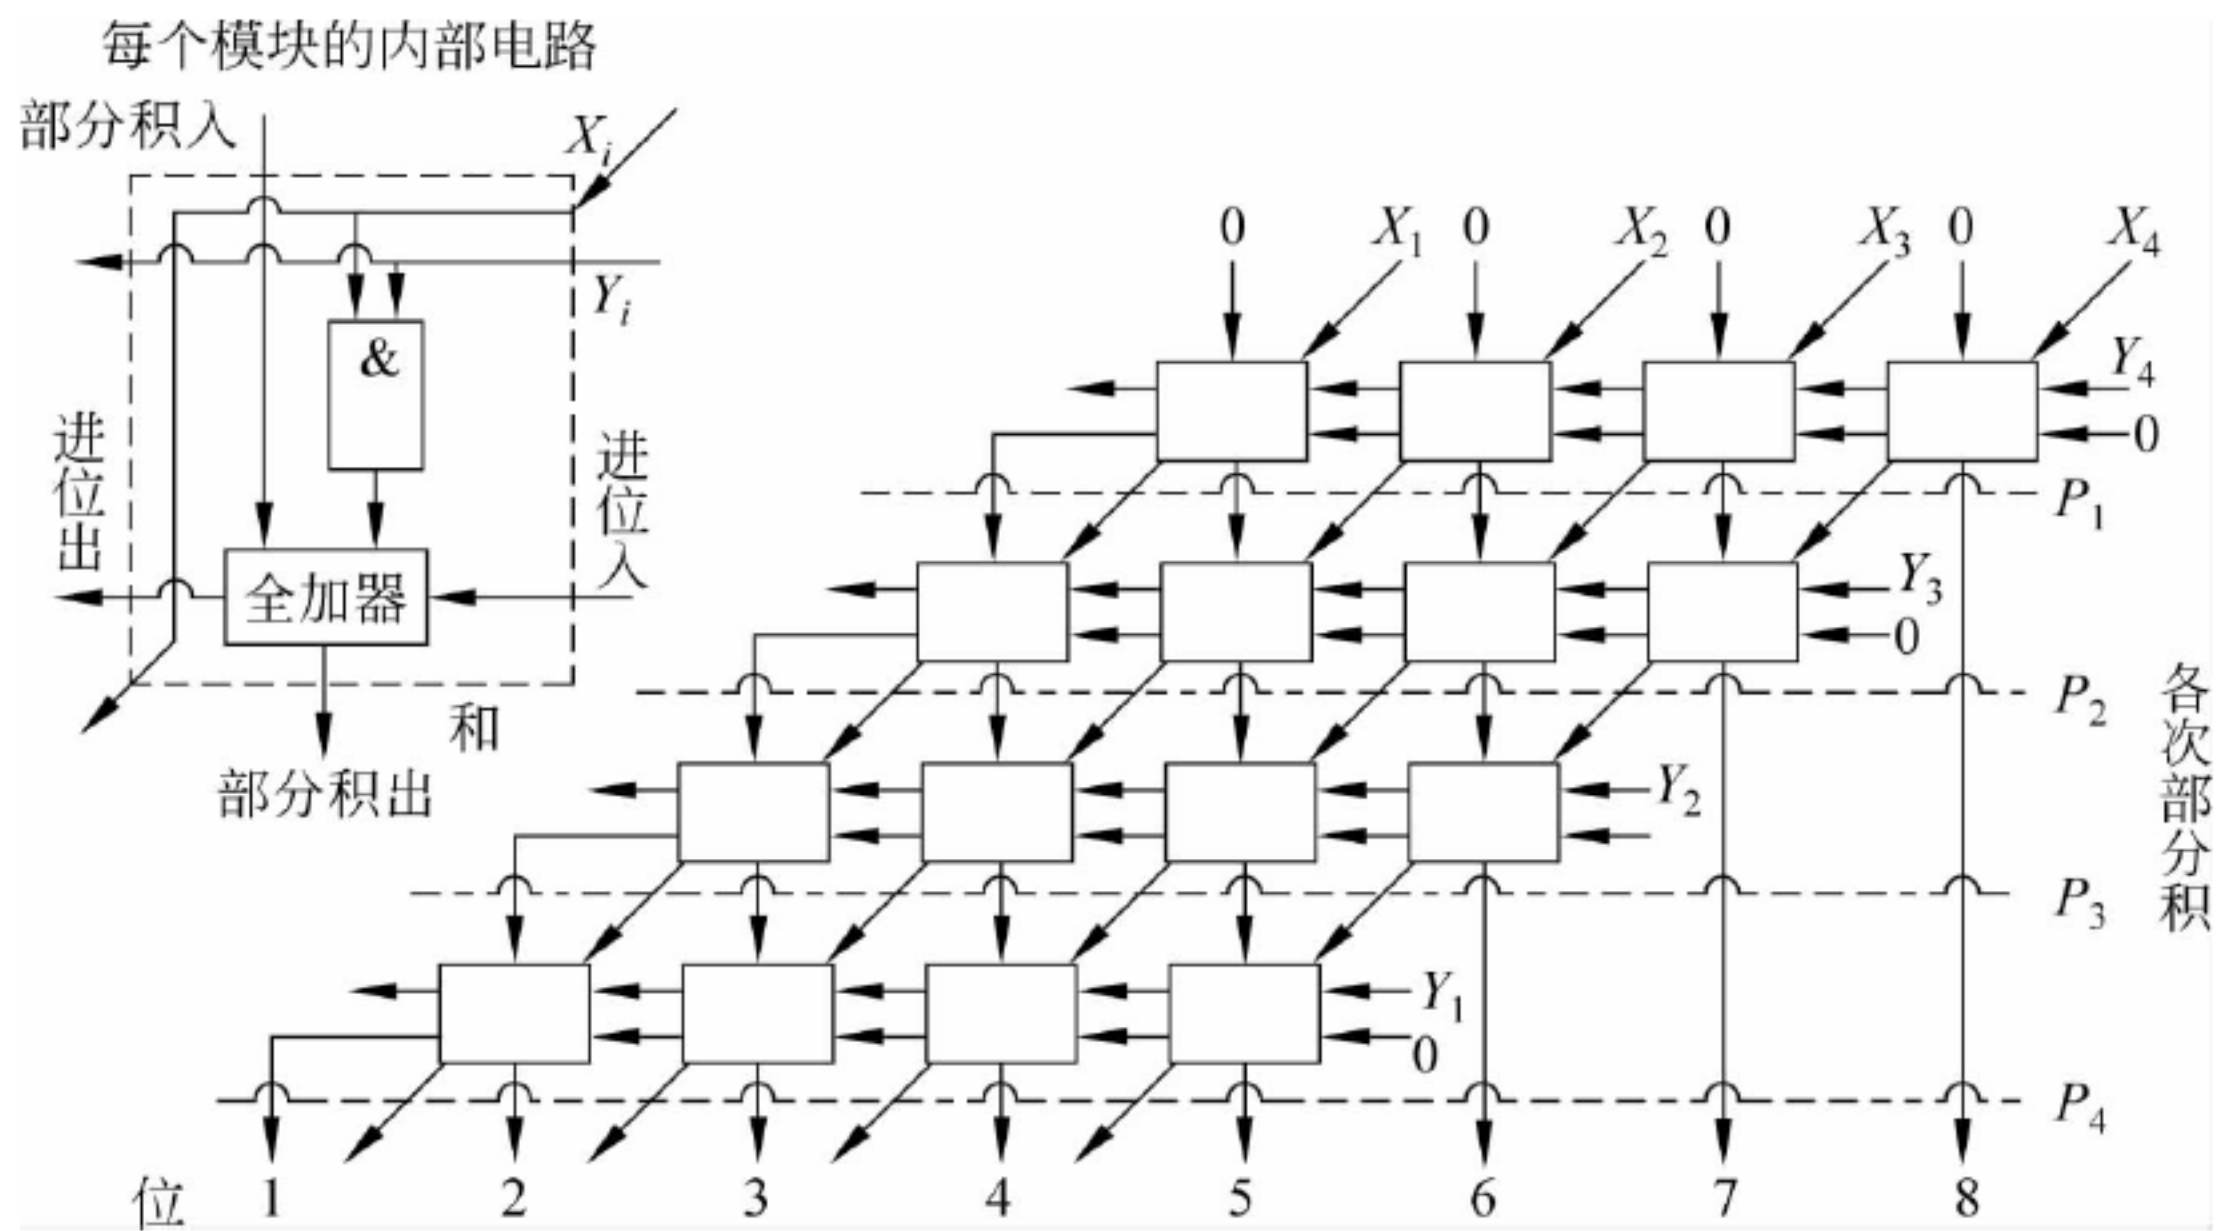 每个模块的内部电路
部分积入
X_i
Y_i
&
进位出
进位入
全加器
和
部分积出
0 X_1 0 X_2 0 X_3 0 X_4
Y_4
0
P_1
Y_3
0
P_2
Y_2
P_3
Y_1
0
P_4
各次部分积
位 1 2 3 4 5 6 7 8